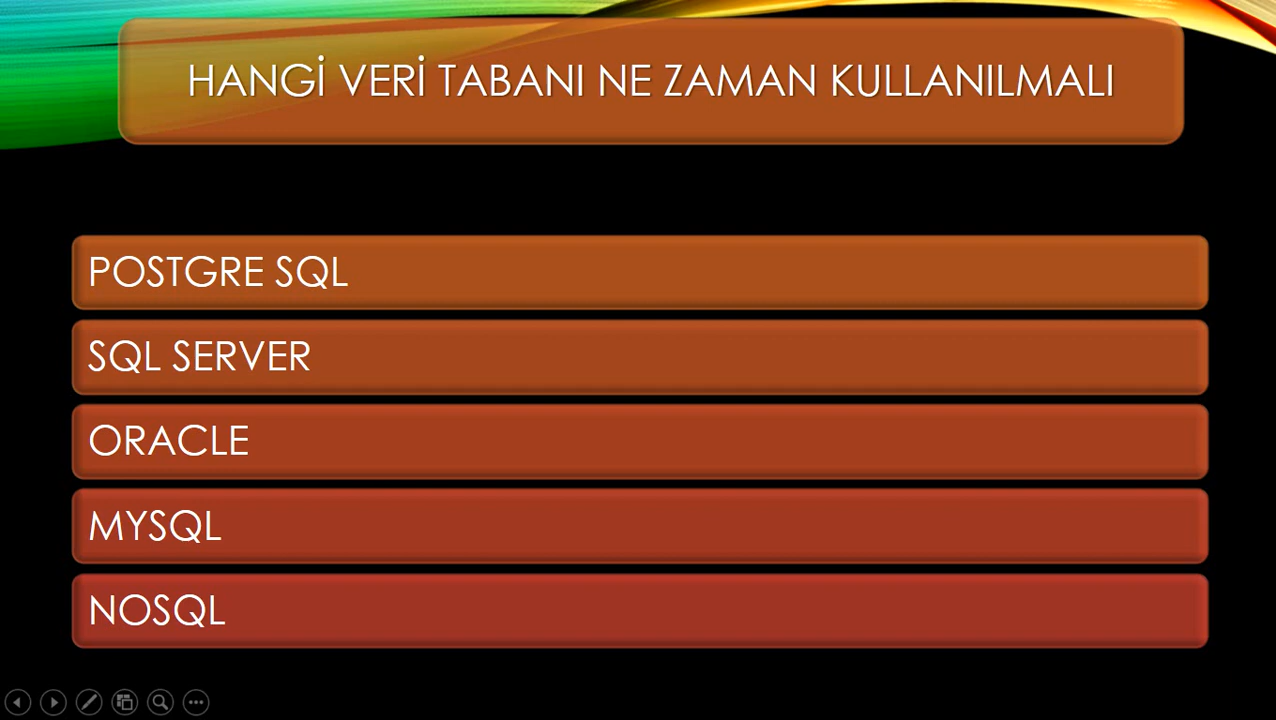 HANGİ VERİ TABANI NE ZAMAN KULLANILMALI
POSTGRE SQL
SQL SERVER
ORACLE
MYSQL
NOSQL